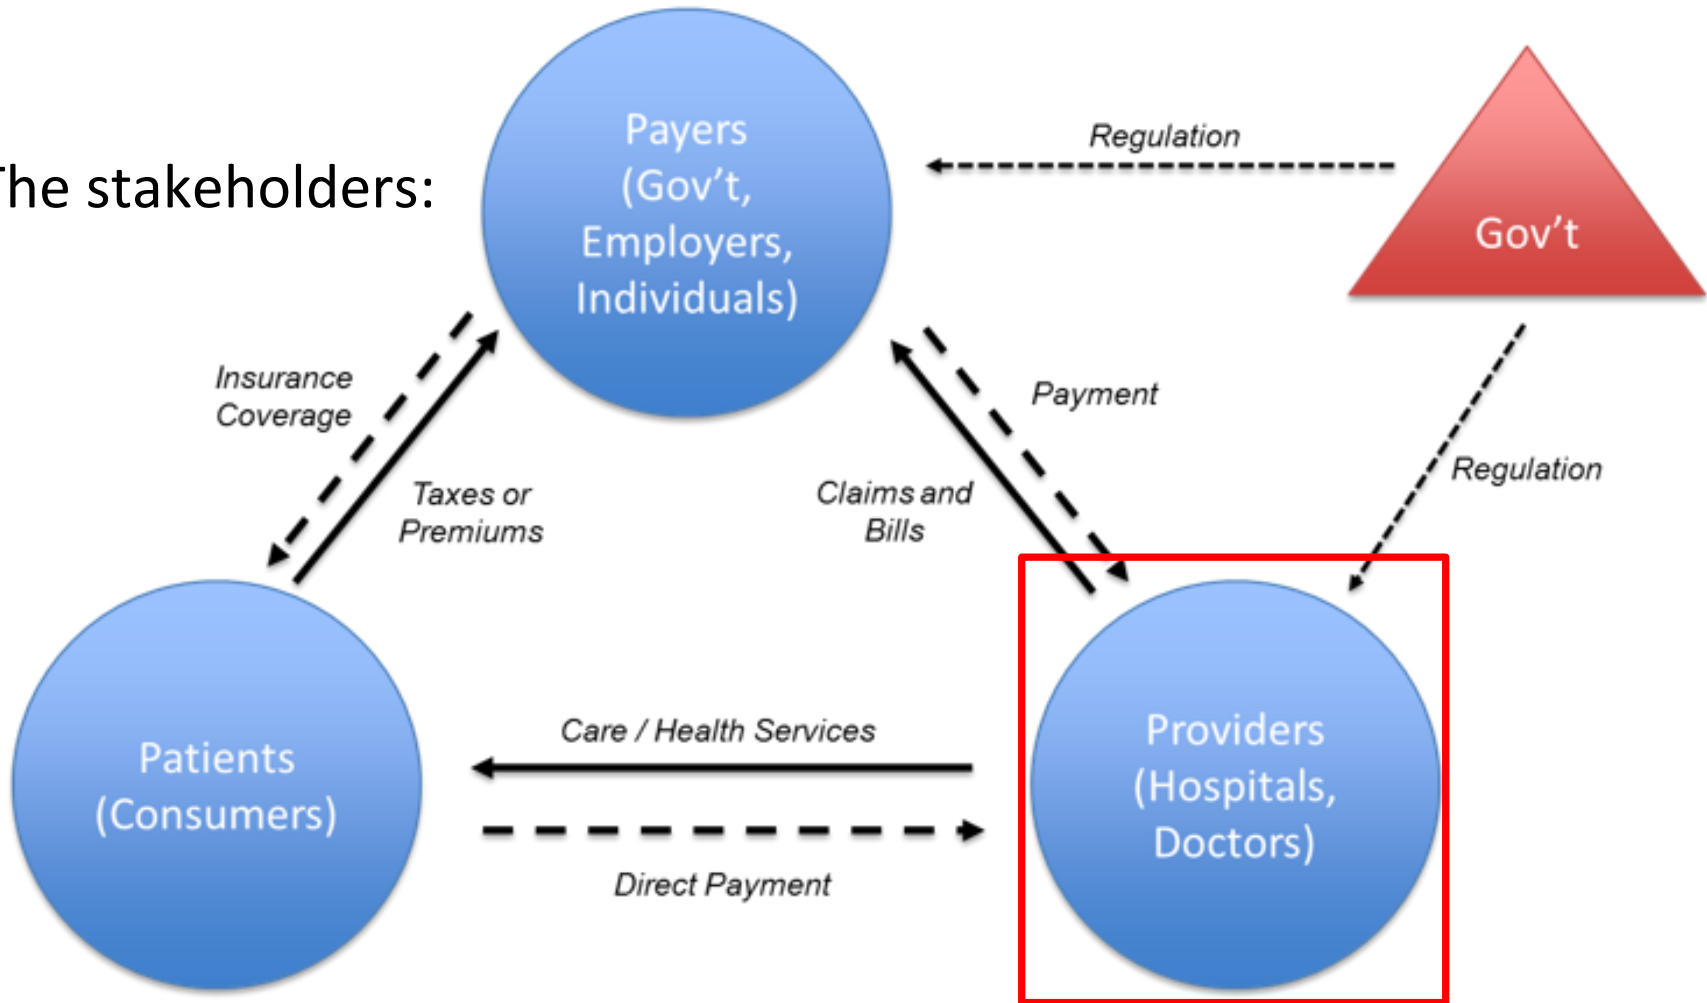 The stakeholders:
Payers
(Gov’t,
Employers,
Individuals)
Regulation
Gov’t
Insurance
Coverage
Taxes or
Premiums
Claims and
Bills
Payment
Regulation
Patients
(Consumers)
Care / Health Services
Direct Payment
Providers
(Hospitals,
Doctors)